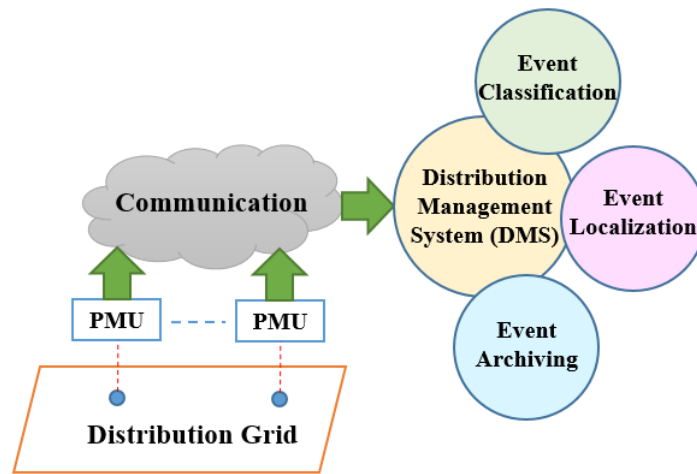 Event
Classification
Communication
Distribution
Management
System (DMS)
Event
Localization
PMU
PMU
Event
Archiving
Distribution Grid